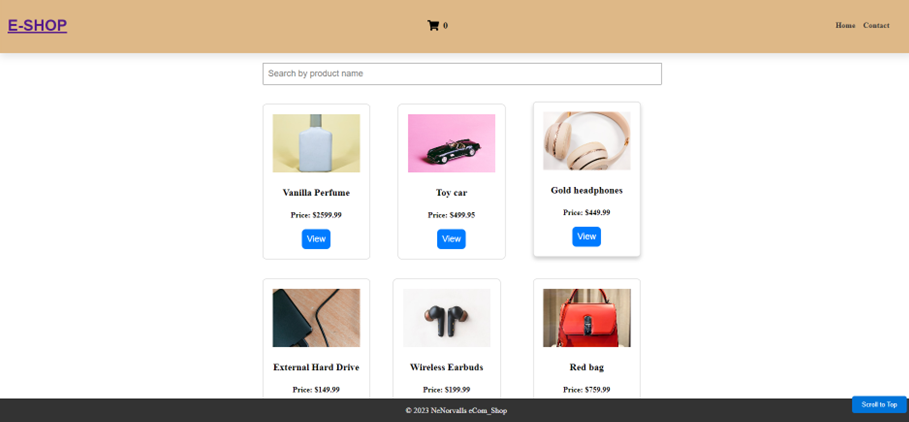 E-SHOP
0
Home Contact
Search by product name
Vanilla Perfume
Price: $2599.99
View
Toy car
Price: $499.95
View
Gold headphones
Price: $449.99
View
External Hard Drive
Price: $149.99
Wireless Earbuds
Price: $199.99
Red bag
Price: $759.99
© 2023 NeNorvalls eCom_Shop
Scroll to Top